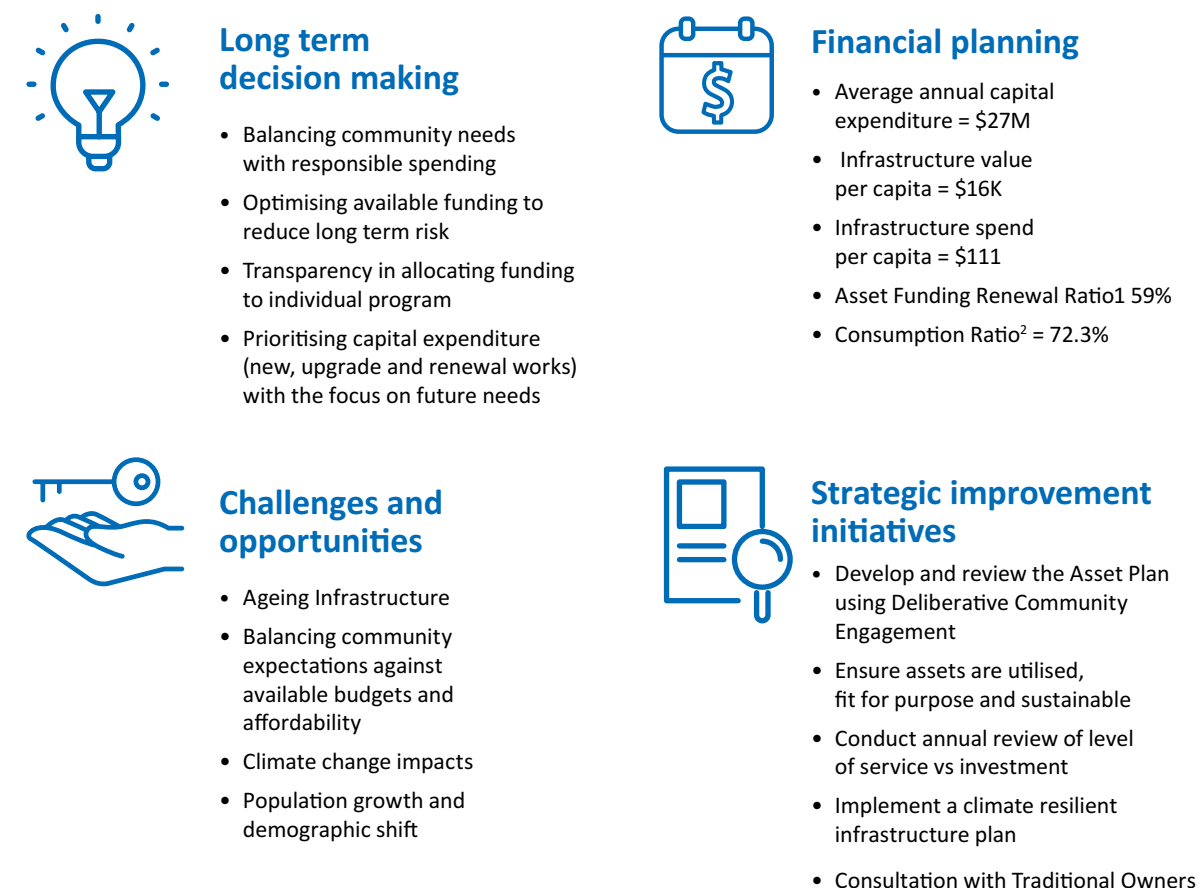 Long term
decision making
• Balancing community needs
with responsible spending
• Optimising available funding to
reduce long term risk
• Transparency in allocating funding
to individual program
• Prioritising capital expenditure
(new, upgrade and renewal works)
with the focus on future needs
$
Financial planning
• Average annual capital
expenditure = $27M
• Infrastructure value
per capita = $16K
• Infrastructure spend
per capita = $111
• Asset Funding Renewal Ratio1 59%
• Consumption Ratio² = 72.3%
Challenges and
opportunities
• Ageing Infrastructure
• Balancing community
expectations against
available budgets and
affordability
• Climate change impacts
• Population growth and
demographic shift
Strategic improvement
initiatives
• Develop and review the Asset Plan
using Deliberative Community
Engagement
• Ensure assets are utilised,
fit for purpose and sustainable
• Conduct annual review of level
of service vs investment
• Implement a climate resilient
infrastructure plan
• Consultation with Traditional Owners